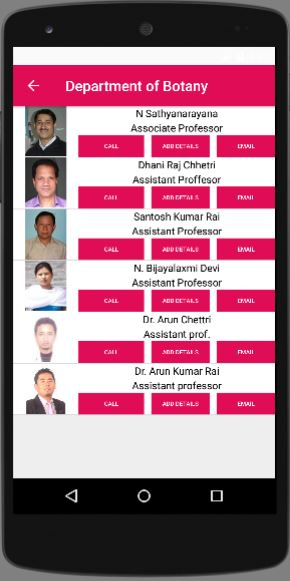 Department of Botany
N Sathyanarayana
Associate Professor
CALL ADD DETAILS EMAIL
Dhani Raj Chhetri
Assistant Proffesor
CALL ADD DETAILS EMAIL
Santosh Kumar Rai
Assistant Professor
CALL ADD DETAILS EMAIL
N. Bijayalaxmi Devi
Assistant Professor
CALL ADD DETAILS EMAIL
Dr. Arun Chettri
Assistant prof.
CALL ADD DETAILS EMAIL
Dr. Arun Kumar Rai
Assistant professor
CALL ADD DETAILS EMAIL